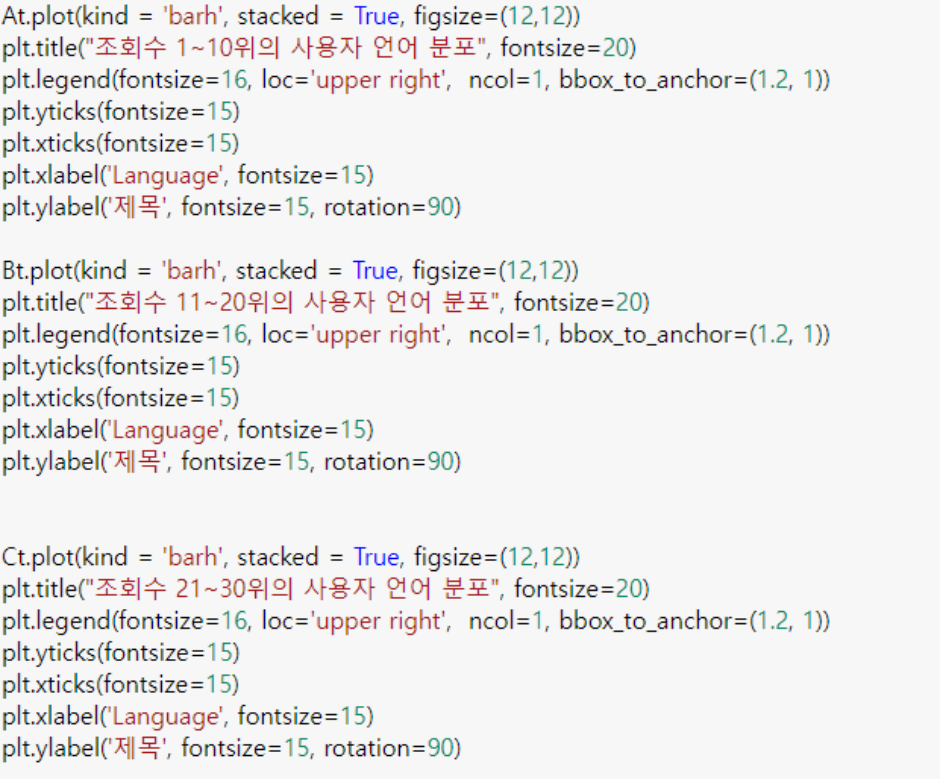 At.plot(kind = 'barh', stacked = True, figsize=(12,12))
plt.title("조회수 1~10위의 사용자 언어 분포", fontsize=20)
plt.legend(fontsize=16, loc='upper right',  ncol=1, bbox_to_anchor=(1.2, 1))
plt.yticks(fontsize=15)
plt.xticks(fontsize=15)
plt.xlabel('Language', fontsize=15)
plt.ylabel('제목', fontsize=15, rotation=90)
Bt.plot(kind = 'barh', stacked = True, figsize=(12,12))
plt.title("조회수 11~20위의 사용자 언어 분포", fontsize=20)
plt.legend(fontsize=16, loc='upper right',  ncol=1, bbox_to_anchor=(1.2, 1))
plt.yticks(fontsize=15)
plt.xticks(fontsize=15)
plt.xlabel('Language', fontsize=15)
plt.ylabel('제목', fontsize=15, rotation=90)
Ct.plot(kind = 'barh', stacked = True, figsize=(12,12))
plt.title("조회수 21~30위의 사용자 언어 분포", fontsize=20)
plt.legend(fontsize=16, loc='upper right',  ncol=1, bbox_to_anchor=(1.2, 1))
plt.yticks(fontsize=15)
plt.xticks(fontsize=15)
plt.xlabel('Language', fontsize=15)
plt.ylabel('제목', fontsize=15, rotation=90)